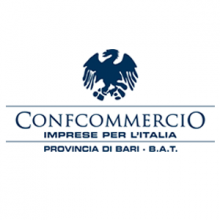 CONFCOMMERCIO
IMPRESE PER L'ITALIA
PROVINCIA DI BARI - B.A.T.